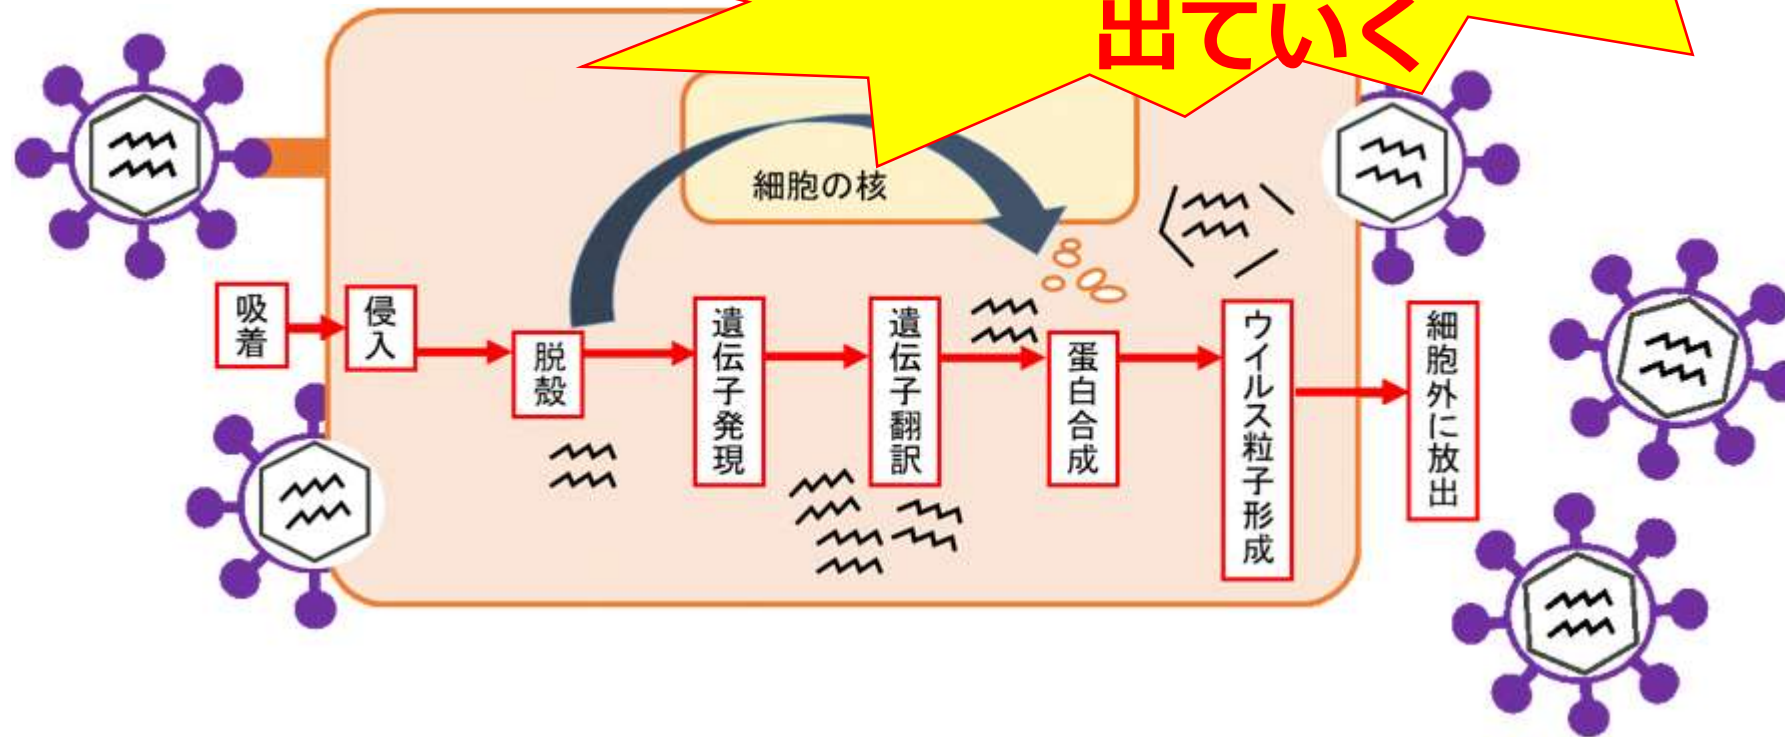 出ていく
細胞の核
吸着
侵入
脱殻
遺伝子発現
遺伝子翻訳
蛋白合成
ウイルス粒子形成
細胞外に放出